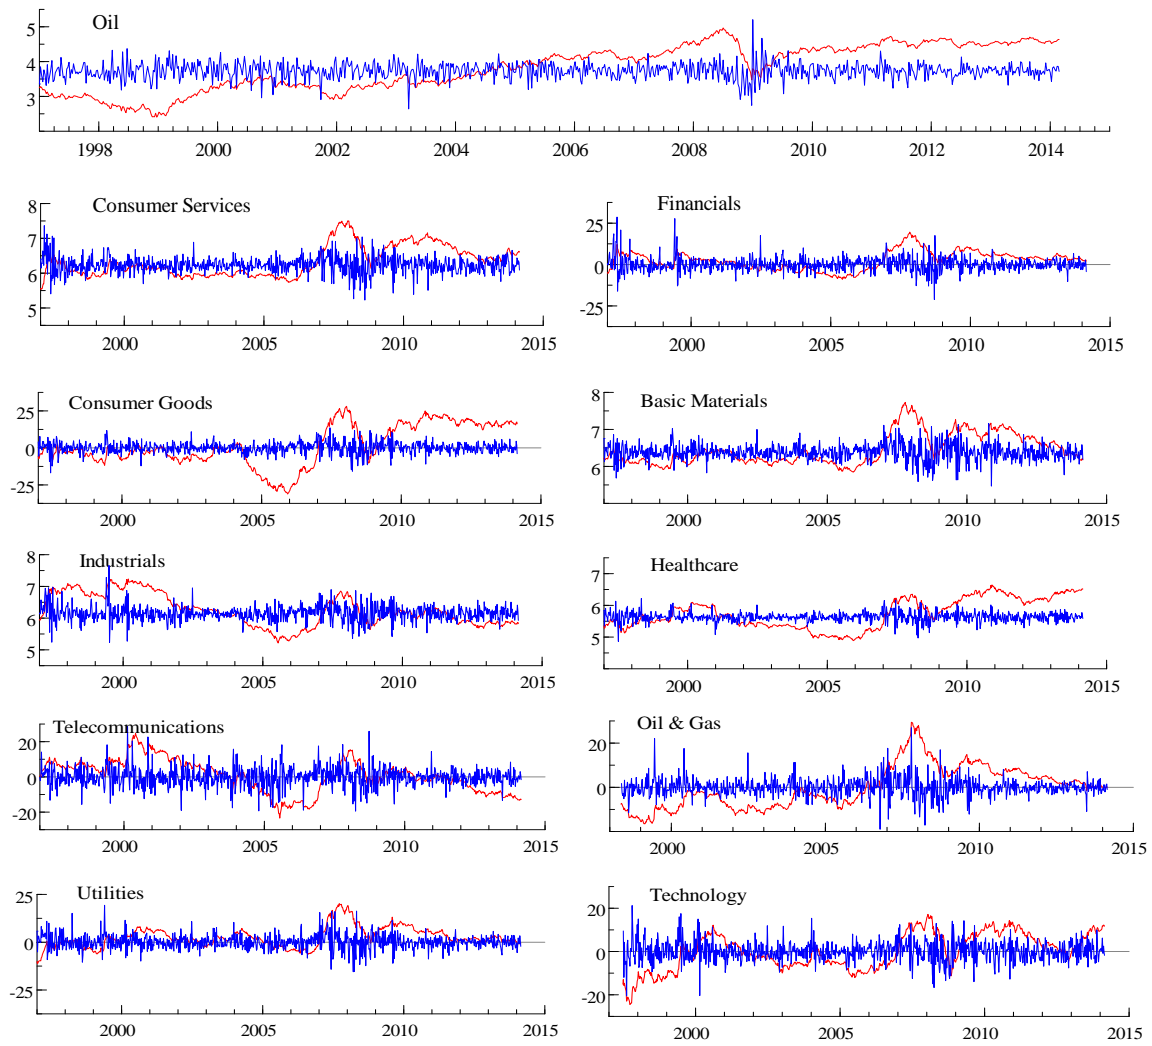 Oil
5
4
3
1998 2000 2002 2004 2006 2008 2010 2012 2014
Consumer Services
8
7
6
5
2000 2005 2010 2015
Financials
25
0
-25
2000 2005 2010 2015
Consumer Goods
25
0
-25
2000 2005 2010 2015
Basic Materials
8
7
6
2000 2005 2010 2015
Industrials
8
7
6
5
2000 2005 2010 2015
Healthcare
7
6
5
2000 2005 2010 2015
Telecommunications
20
0
-20
2000 2005 2010 2015
Oil & Gas
20
0
2000 2005 2010 2015
Utilities
25
0
-25
2000 2005 2010 2015
Technology
20
0
-20
2000 2005 2010 2015